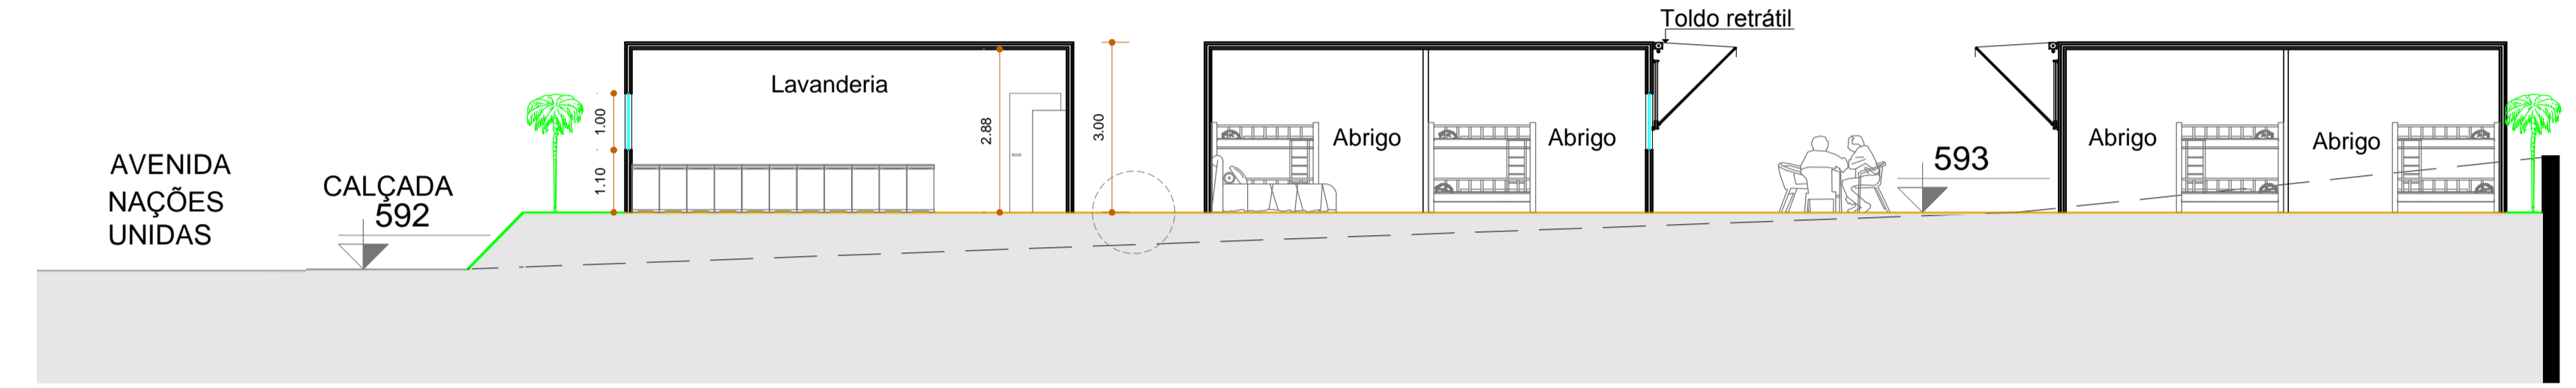 Toldo retrátil
Lavanderia
1.00
1.10
2.88
3.00
Abrigo
Abrigo
Abrigo
Abrigo
AVENIDA
NAÇÕES
UNIDAS
CALÇADA
592
593